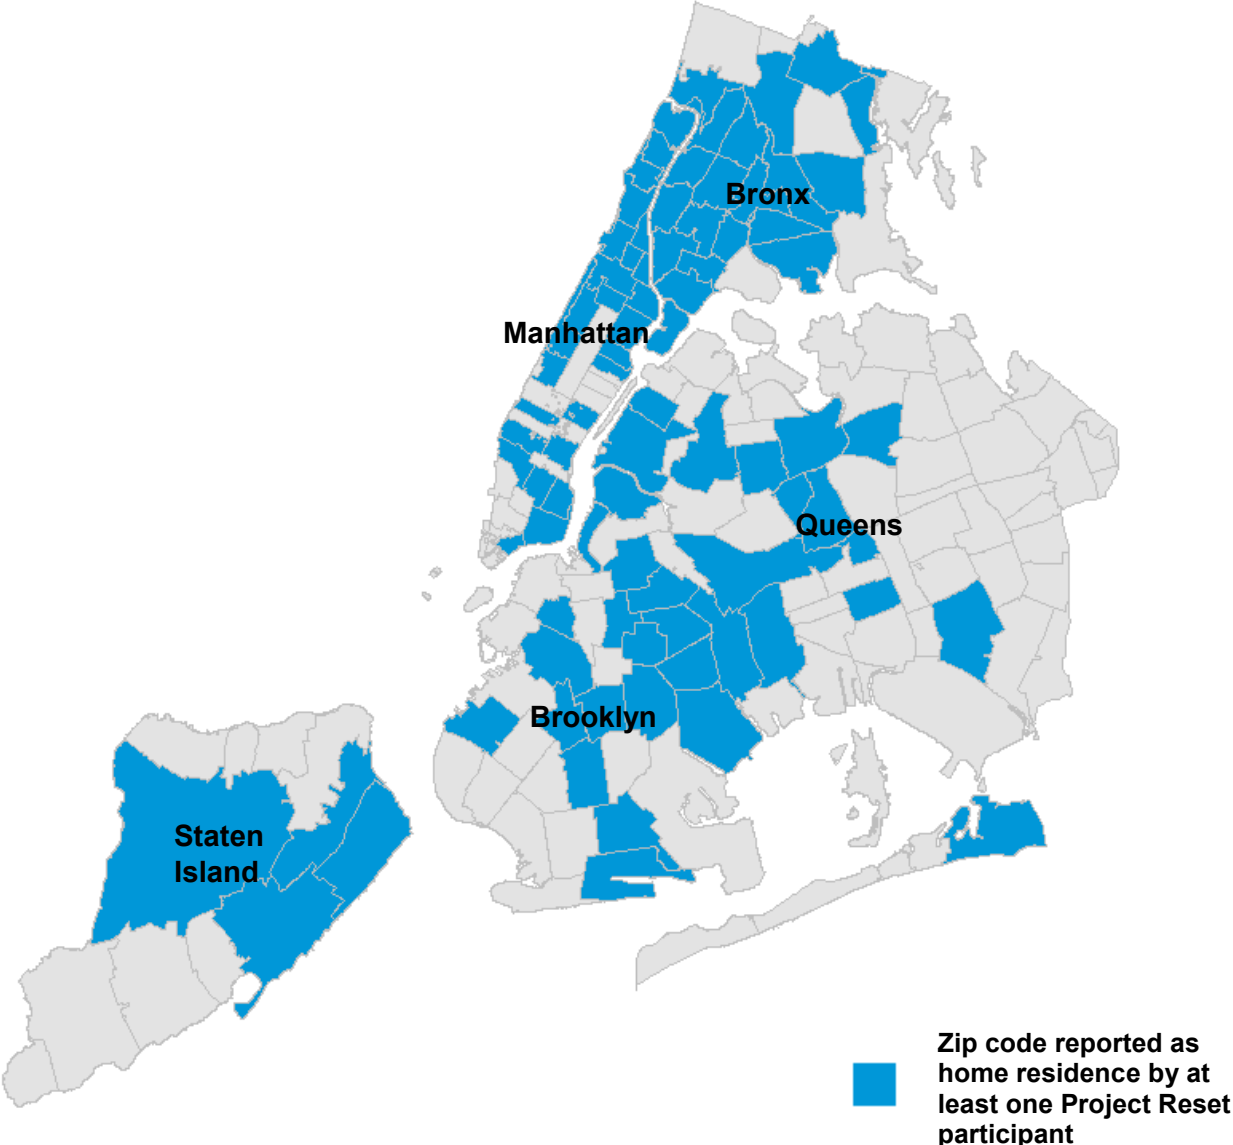 Bronx
Manhattan
Queens
Brooklyn
Staten
Island
Zip code reported as
home residence by at
least one Project Reset
participant